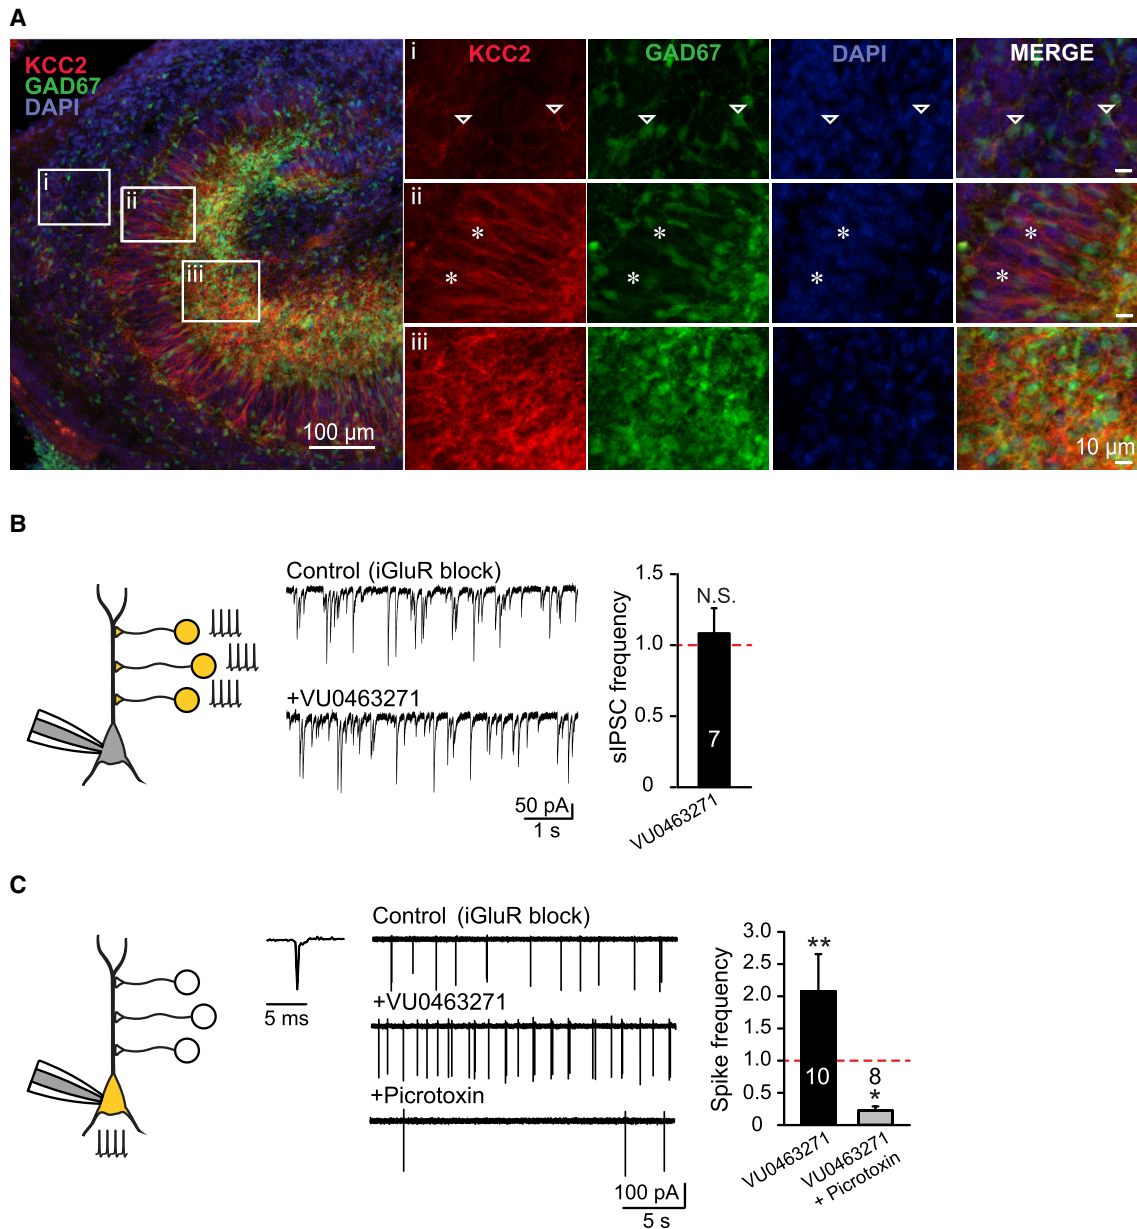 A
KCC2
GAD67
DAPI
i
ii
iii
100 µm
i
KCC2
GAD67
DAPI
MERGE
ii
*
*
*
*
*
*
*
*
iii
10 µm
B
Control (iGluR block)
+VU0463271
50 pA
1 s
sIPSC frequency
1.5
1.0
0.5
0
N.S.
7
VU0463271
C
5 ms
Control (iGluR block)
+VU0463271
+Picrotoxin
100 pA
5 s
Spike frequency
3.0
2.5
2.0
1.5
1.0
0.5
0
**
10
8
*
VU0463271
VU0463271
+ Picrotoxin